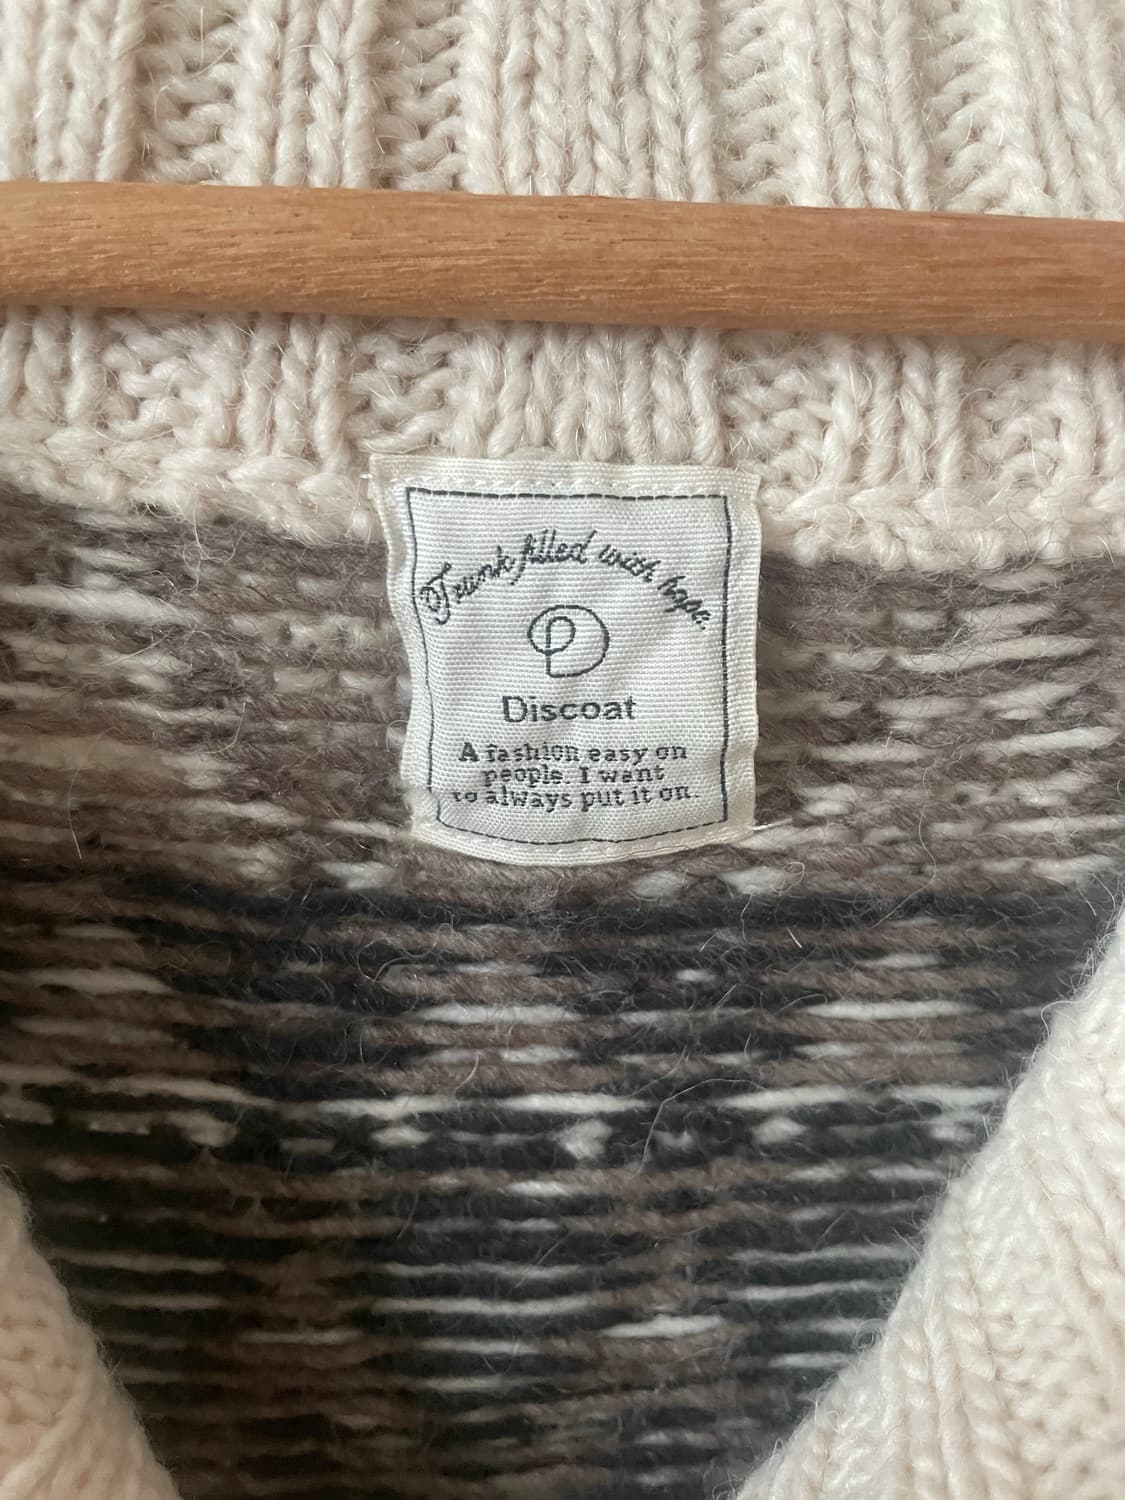 Trunk filled with hope.
D
Discoat
A fashion easy on
people. I want
to always put it on.